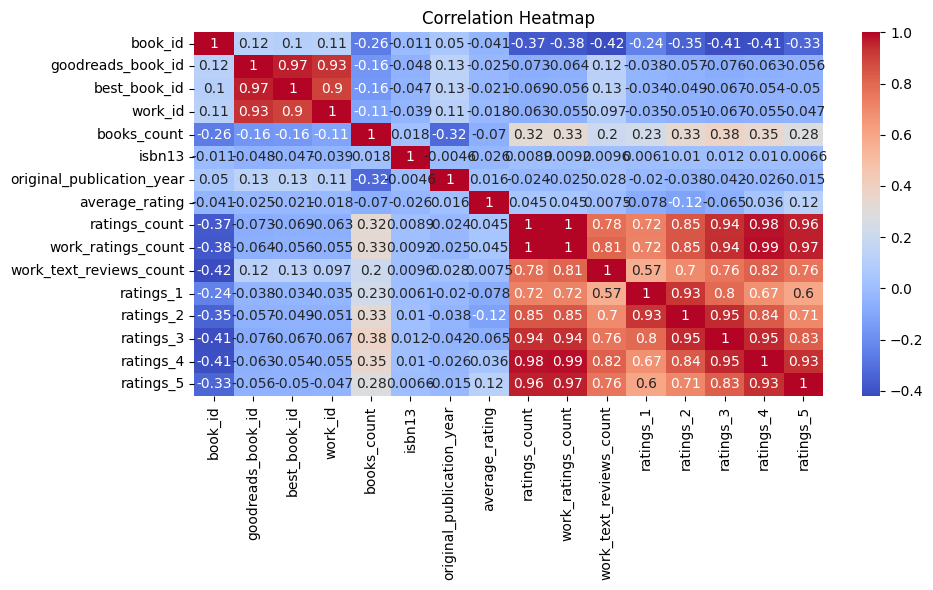 Correlation Heatmap
book_id 1 0.12 0.1 0.11 -0.26 -0.011 0.05 -0.041 -0.37 -0.38 -0.42 -0.24 -0.35 -0.41 -0.41 -0.33
goodreads_book_id 0.12 1 0.97 0.93 -0.16 -0.048 0.13 -0.025 -0.073 -0.064 0.12 -0.038 -0.057 -0.076 -0.063 -0.056
best_book_id 0.1 0.97 1 0.9 -0.16 -0.047 0.13 -0.021 -0.069 -0.056 0.13 -0.034 -0.049 -0.067 -0.054 -0.05
work_id 0.11 0.93 0.9 1 -0.11 -0.039 0.11 -0.018 -0.063 -0.055 0.097 -0.035 -0.051 -0.067 -0.055 -0.047
books_count -0.26 -0.16 -0.16 -0.11 1 0.018 -0.32 -0.07 0.32 0.33 0.2 0.23 0.33 0.38 0.35 0.28
isbn13 -0.011 -0.048 -0.047 -0.039 0.018 1 -0.0046 -0.026 0.0089 0.0092 0.0096 0.0061 0.01 0.012 0.01 0.0066
original_publication_year 0.05 0.13 0.13 0.11 -0.32 -0.0046 1 0.016 -0.024 -0.025 0.028 -0.02 -0.038 -0.042 -0.026 -0.015
average_rating -0.041 -0.025 -0.021 -0.018 -0.07 -0.026 0.016 1 0.045 0.045 0.0075 -0.078 -0.12 -0.065 0.036 0.12
ratings_count -0.37 -0.073 -0.069 -0.063 0.32 0.0089 -0.024 0.045 1 1 0.78 0.72 0.85 0.94 0.98 0.96
work_ratings_count -0.38 -0.064 -0.056 -0.055 0.33 0.0092 -0.025 0.045 1 1 0.81 0.72 0.85 0.94 0.99 0.97
work_text_reviews_count -0.42 0.12 0.13 0.097 0.2 0.0096 0.028 0.0075 0.78 0.81 1 0.57 0.7 0.76 0.82 0.76
ratings_1 -0.24 -0.038 -0.034 -0.035 0.23 0.0061 -0.02 -0.078 0.72 0.72 0.57 1 0.93 0.8 0.67 0.6
ratings_2 -0.35 -0.057 -0.049 -0.051 0.33 0.01 -0.038 -0.12 0.85 0.85 0.7 0.93 1 0.95 0.84 0.71
ratings_3 -0.41 -0.076 -0.067 -0.067 0.38 0.012 -0.042 -0.065 0.94 0.94 0.76 0.8 0.95 1 0.95 0.83
ratings_4 -0.41 -0.063 -0.054 -0.055 0.35 0.01 -0.026 0.036 0.98 0.99 0.82 0.67 0.84 0.95 1 0.93
ratings_5 -0.33 -0.056 -0.05 -0.047 0.28 0.0066 -0.015 0.12 0.96 0.97 0.76 0.6 0.71 0.83 0.93 1
book_id
goodreads_book_id
best_book_id
work_id
books_count
isbn13
original_publication_year
average_rating
ratings_count
work_ratings_count
work_text_reviews_count
ratings_1
ratings_2
ratings_3
ratings_4
ratings_5
1.0
0.8
0.6
0.4
0.2
0.0
−0.2
−0.4